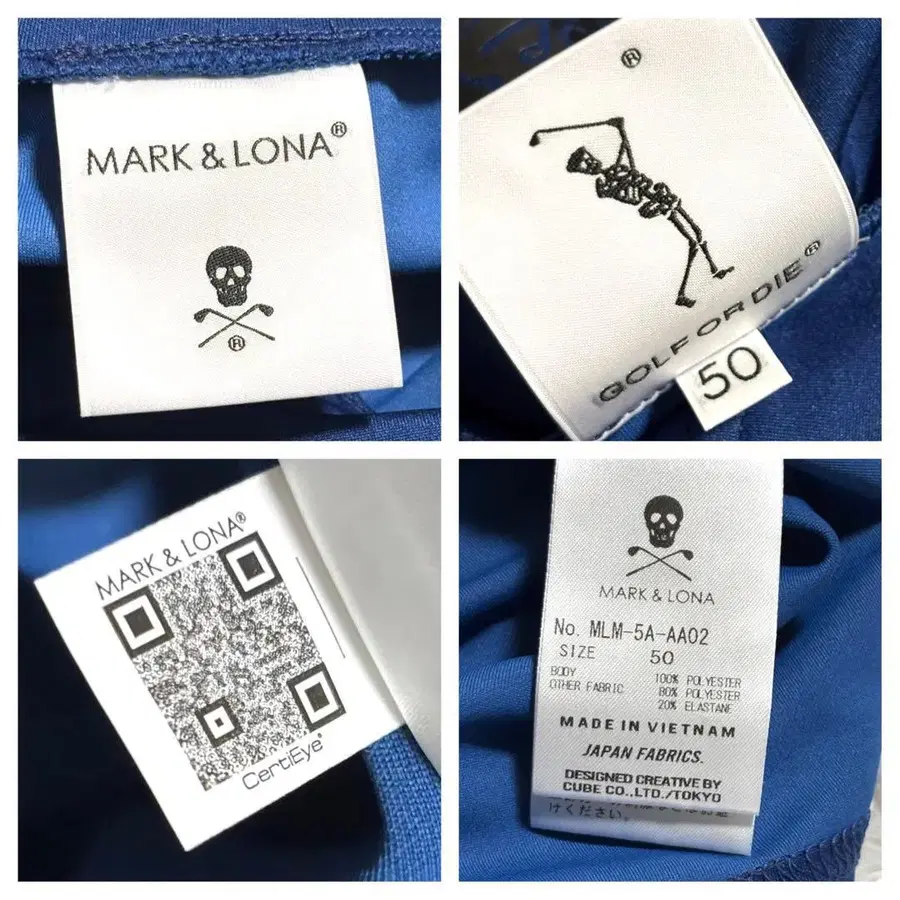 MARK & LONA®
®
®
GOLF OR DIE®
50
MARK & LONA®
CertiEye®
MARK & LONA
No. MLM-5A-AA02
SIZE 50
BODY 100% POLYESTER
OTHER FABRIC 80% POLYESTER
20% ELASTANE
MADE IN VIETNAM
JAPAN FABRICS.
DESIGNED CREATIVE BY
CUBE CO.,LTD./TOKYO
けください。